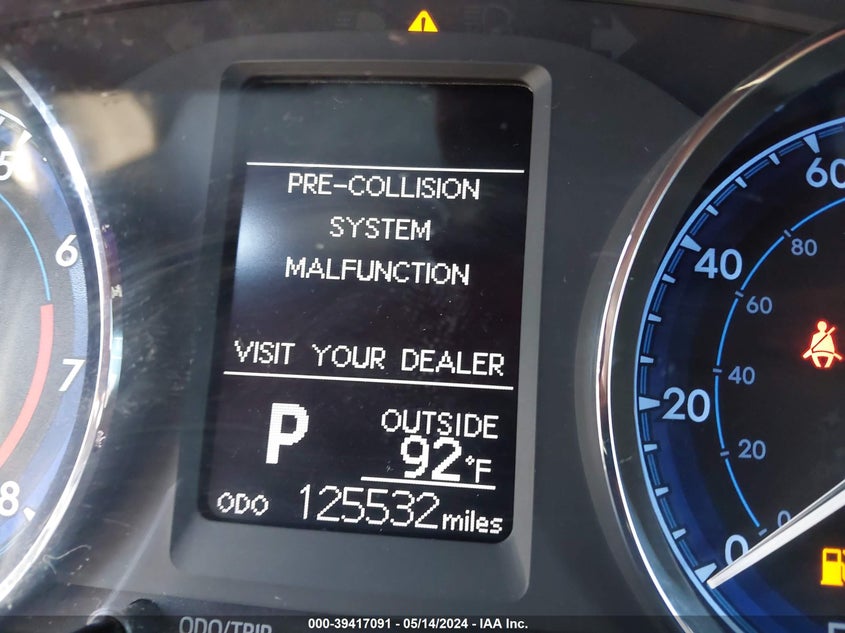 PRE-COLLISION
SYSTEM
MALFUNCTION
VISIT YOUR DEALER
P
OUTSIDE
92°F
ODO 125532 miles
5
6
7
8
60
40
20
0
80
60
40
20
0
ODO/TRIP
000-39417091 - 05/14/2024 - IAA Inc.